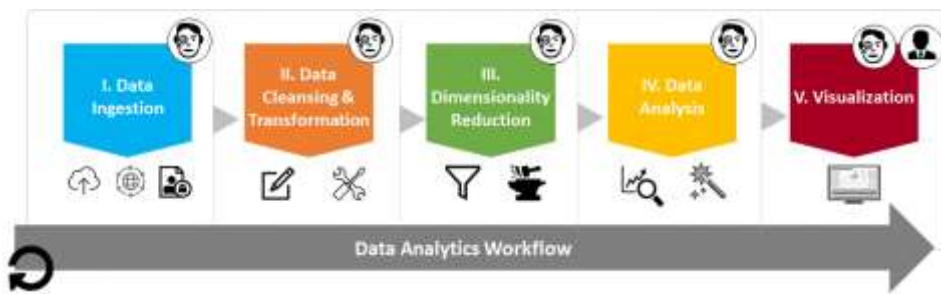 I. Data
Ingestion
II. Data
Cleansing &
Transformation
III.
Dimensionality
Reduction
IV. Data
Analysis
V. Visualization
Data Analytics Workflow